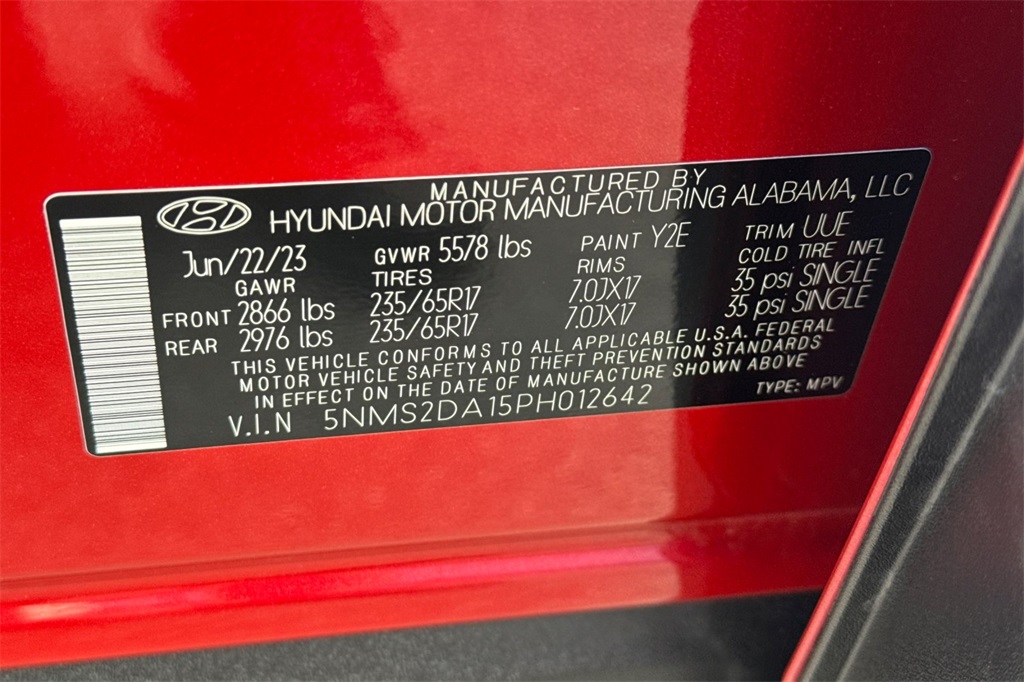 MANUFACTURED BY
HYUNDAI MOTOR MANUFACTURING ALABAMA, LLC
Jun/22/23 GVWR 5578 lbs PAINT Y2E TRIM UUE
GAWR TIRES RIMS COLD TIRE INFL
FRONT 2866 lbs 235/65R17 7.0JX17 35 psi SINGLE
REAR 2976 lbs 235/65R17 7.0JX17 35 psi SINGLE
THIS VEHICLE CONFORMS TO ALL APPLICABLE U.S.A. FEDERAL
MOTOR VEHICLE SAFETY AND THEFT PREVENTION STANDARDS
IN EFFECT ON THE DATE OF MANUFACTURE SHOWN ABOVE
V.I.N 5NMS2DA15PH012642 TYPE: MPV